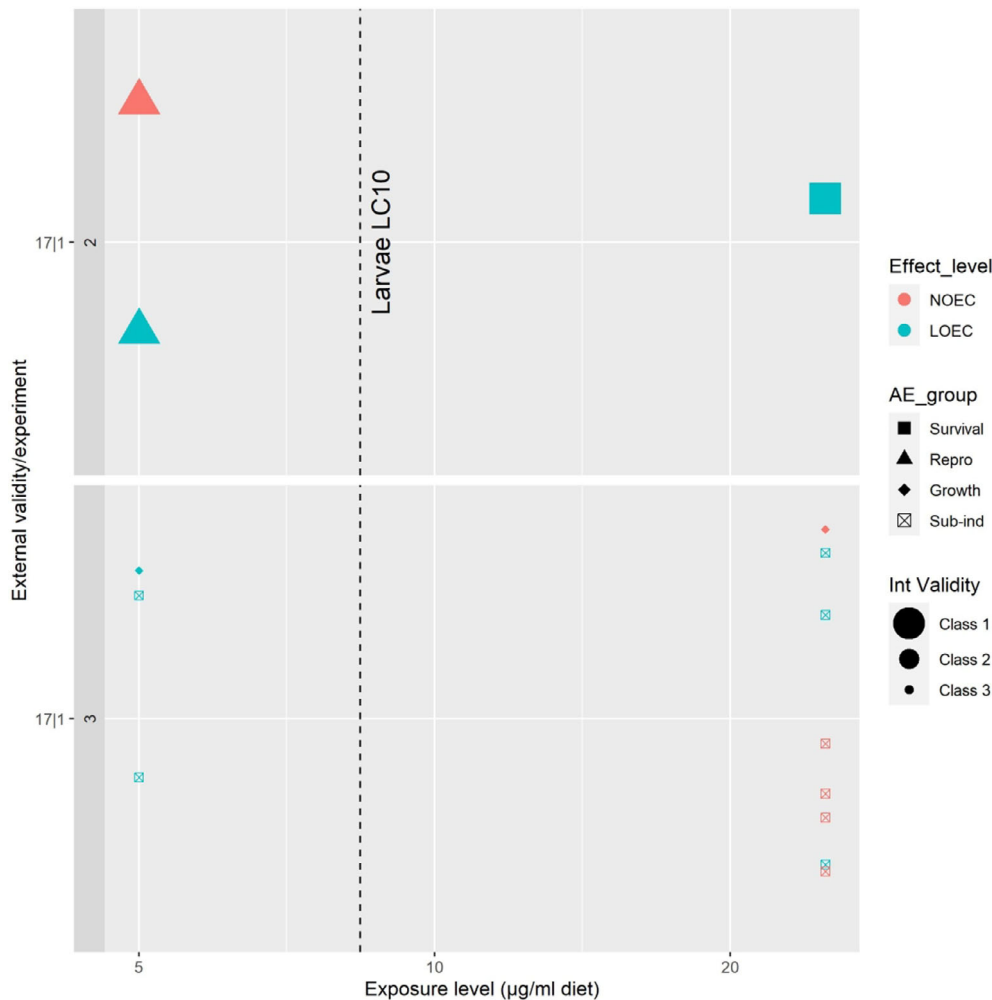 External validity/experiment
17|1
2
Larvae LC10
17|1
3
5
10
20
Exposure level (µg/ml diet)
Effect_level
NOEC
LOEC
AE_group
Survival
Repro
Growth
Sub-ind
Int Validity
Class 1
Class 2
Class 3